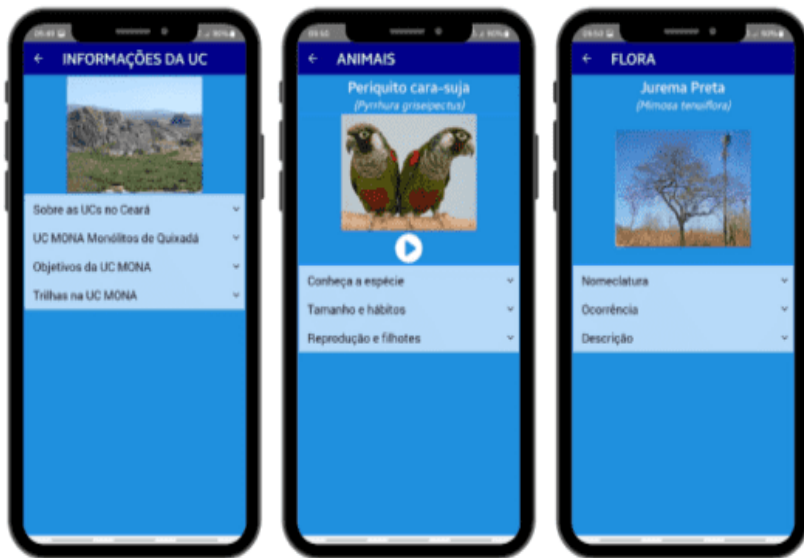 INFORMAÇÕES DA UC
Sobre as UCs no Ceará
UC MONA Monólitos de Quixadá
Objetivos da UC MONA
Trilhas na UC MONA
ANIMAIS
Periquito cara-suja
(Pyrrhura griseipectus)
Conheça a espécie
Tamanho e hábitos
Reprodução e filhotes
FLORA
Jurema Preta
(Mimosa tenuiflora)
Nomeclatura
Ocorrência
Descrição